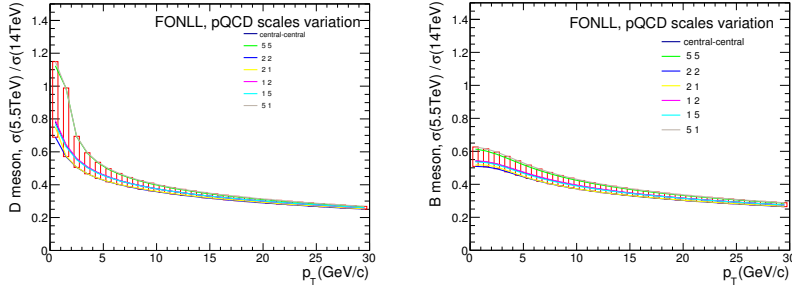 D meson, σ(5.5TeV) / σ(14TeV)
1.4
1.2
1
0.8
0.6
0.4
0.2
0
FONLL, pQCD scales variation
central-central
5 5
2 2
2 1
1 2
1 5
5 1
0 5 10 15 20 25 30
p_T(GeV/c)
B meson, σ(5.5TeV) / σ(14TeV)
1.4
1.2
1
0.8
0.6
0.4
0.2
0
FONLL, pQCD scales variation
central-central
5 5
2 2
2 1
1 2
1 5
5 1
0 5 10 15 20 25 30
p_T(GeV/c)